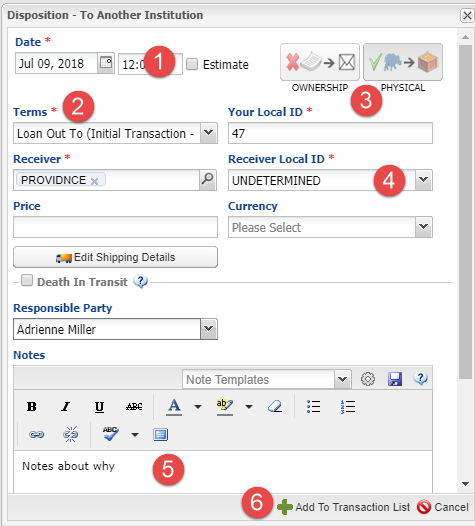 Disposition - To Another Institution
Date *
Jul 09, 2018 12:0 1 Estimate
OWNERSHIP PHYSICAL
Terms * 2 3
Your Local ID *
Loan Out To (Initial Transaction - 47
Receiver * Receiver Local ID *
PROVIDNCE x UNDETERMINED 4
Price Currency
Please Select
Edit Shipping Details
Death In Transit ?
Responsible Party
Adrienne Miller
Notes
Note Templates ?
B I U ABC A ab
ABC
Notes about why 5
6 Add To Transaction List Cancel